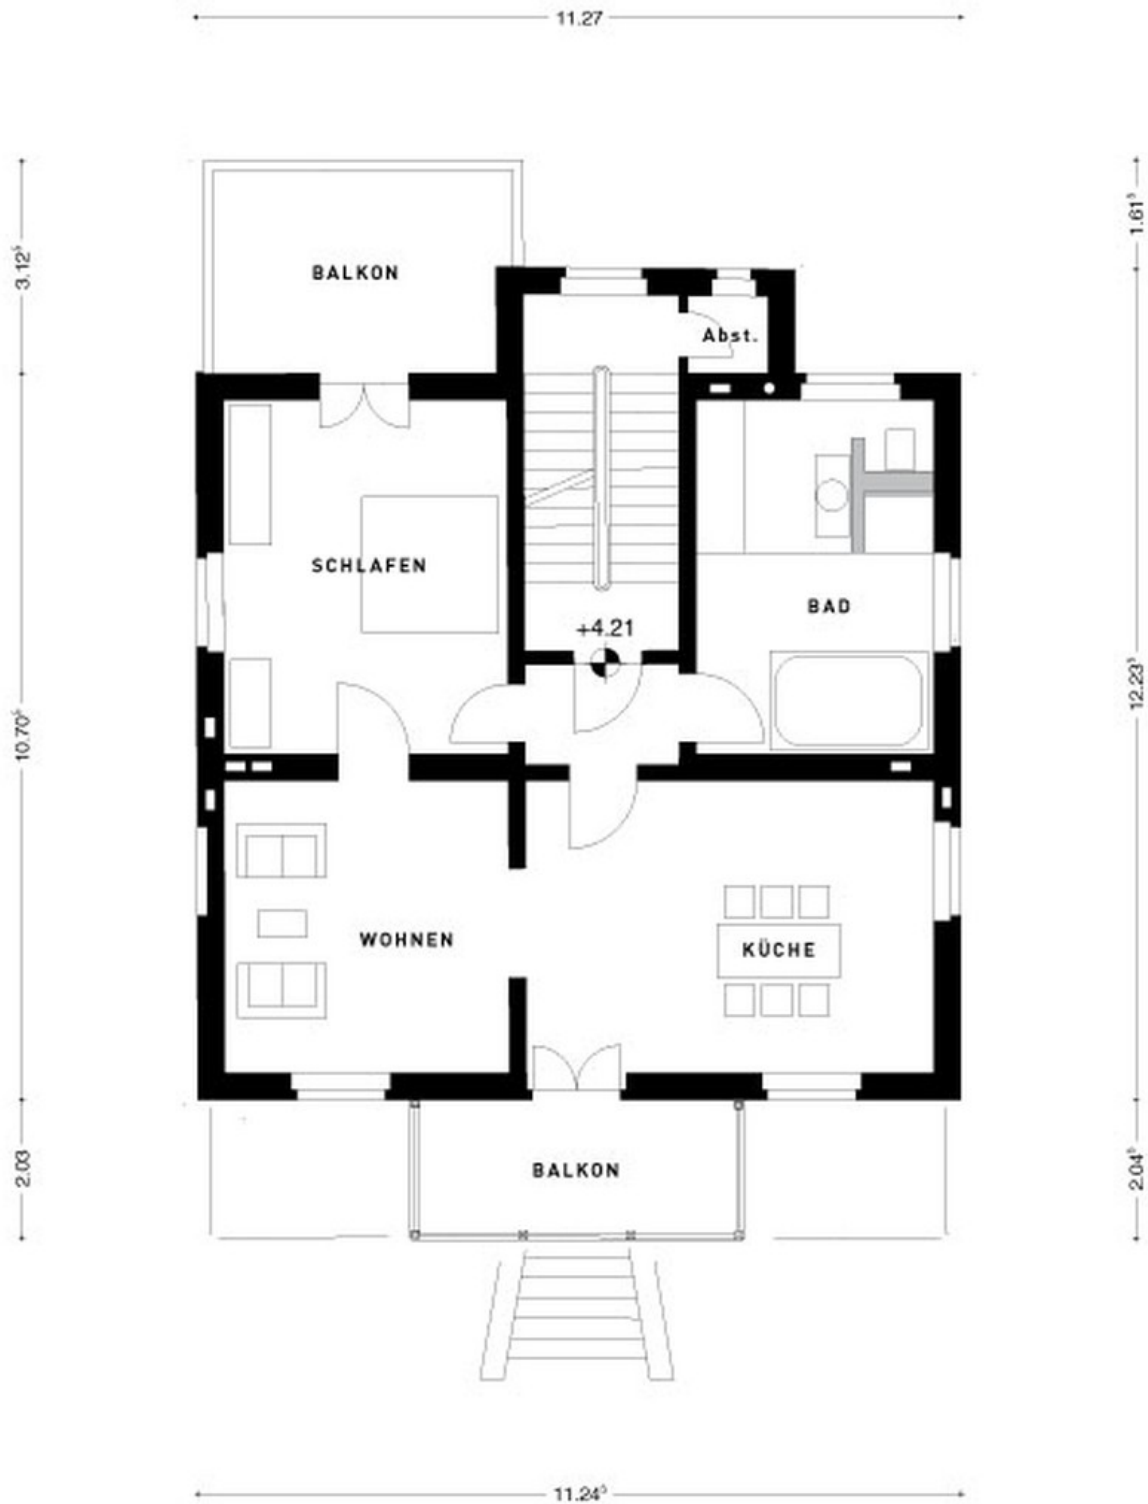 11.27
3.12⁵
1.61⁵
BALKON
Abst.
SCHLAFEN
BAD
+4.21
10.70⁵
12.23⁵
WOHNEN
KÜCHE
BALKON
2.03
2.04⁵
11.24⁵